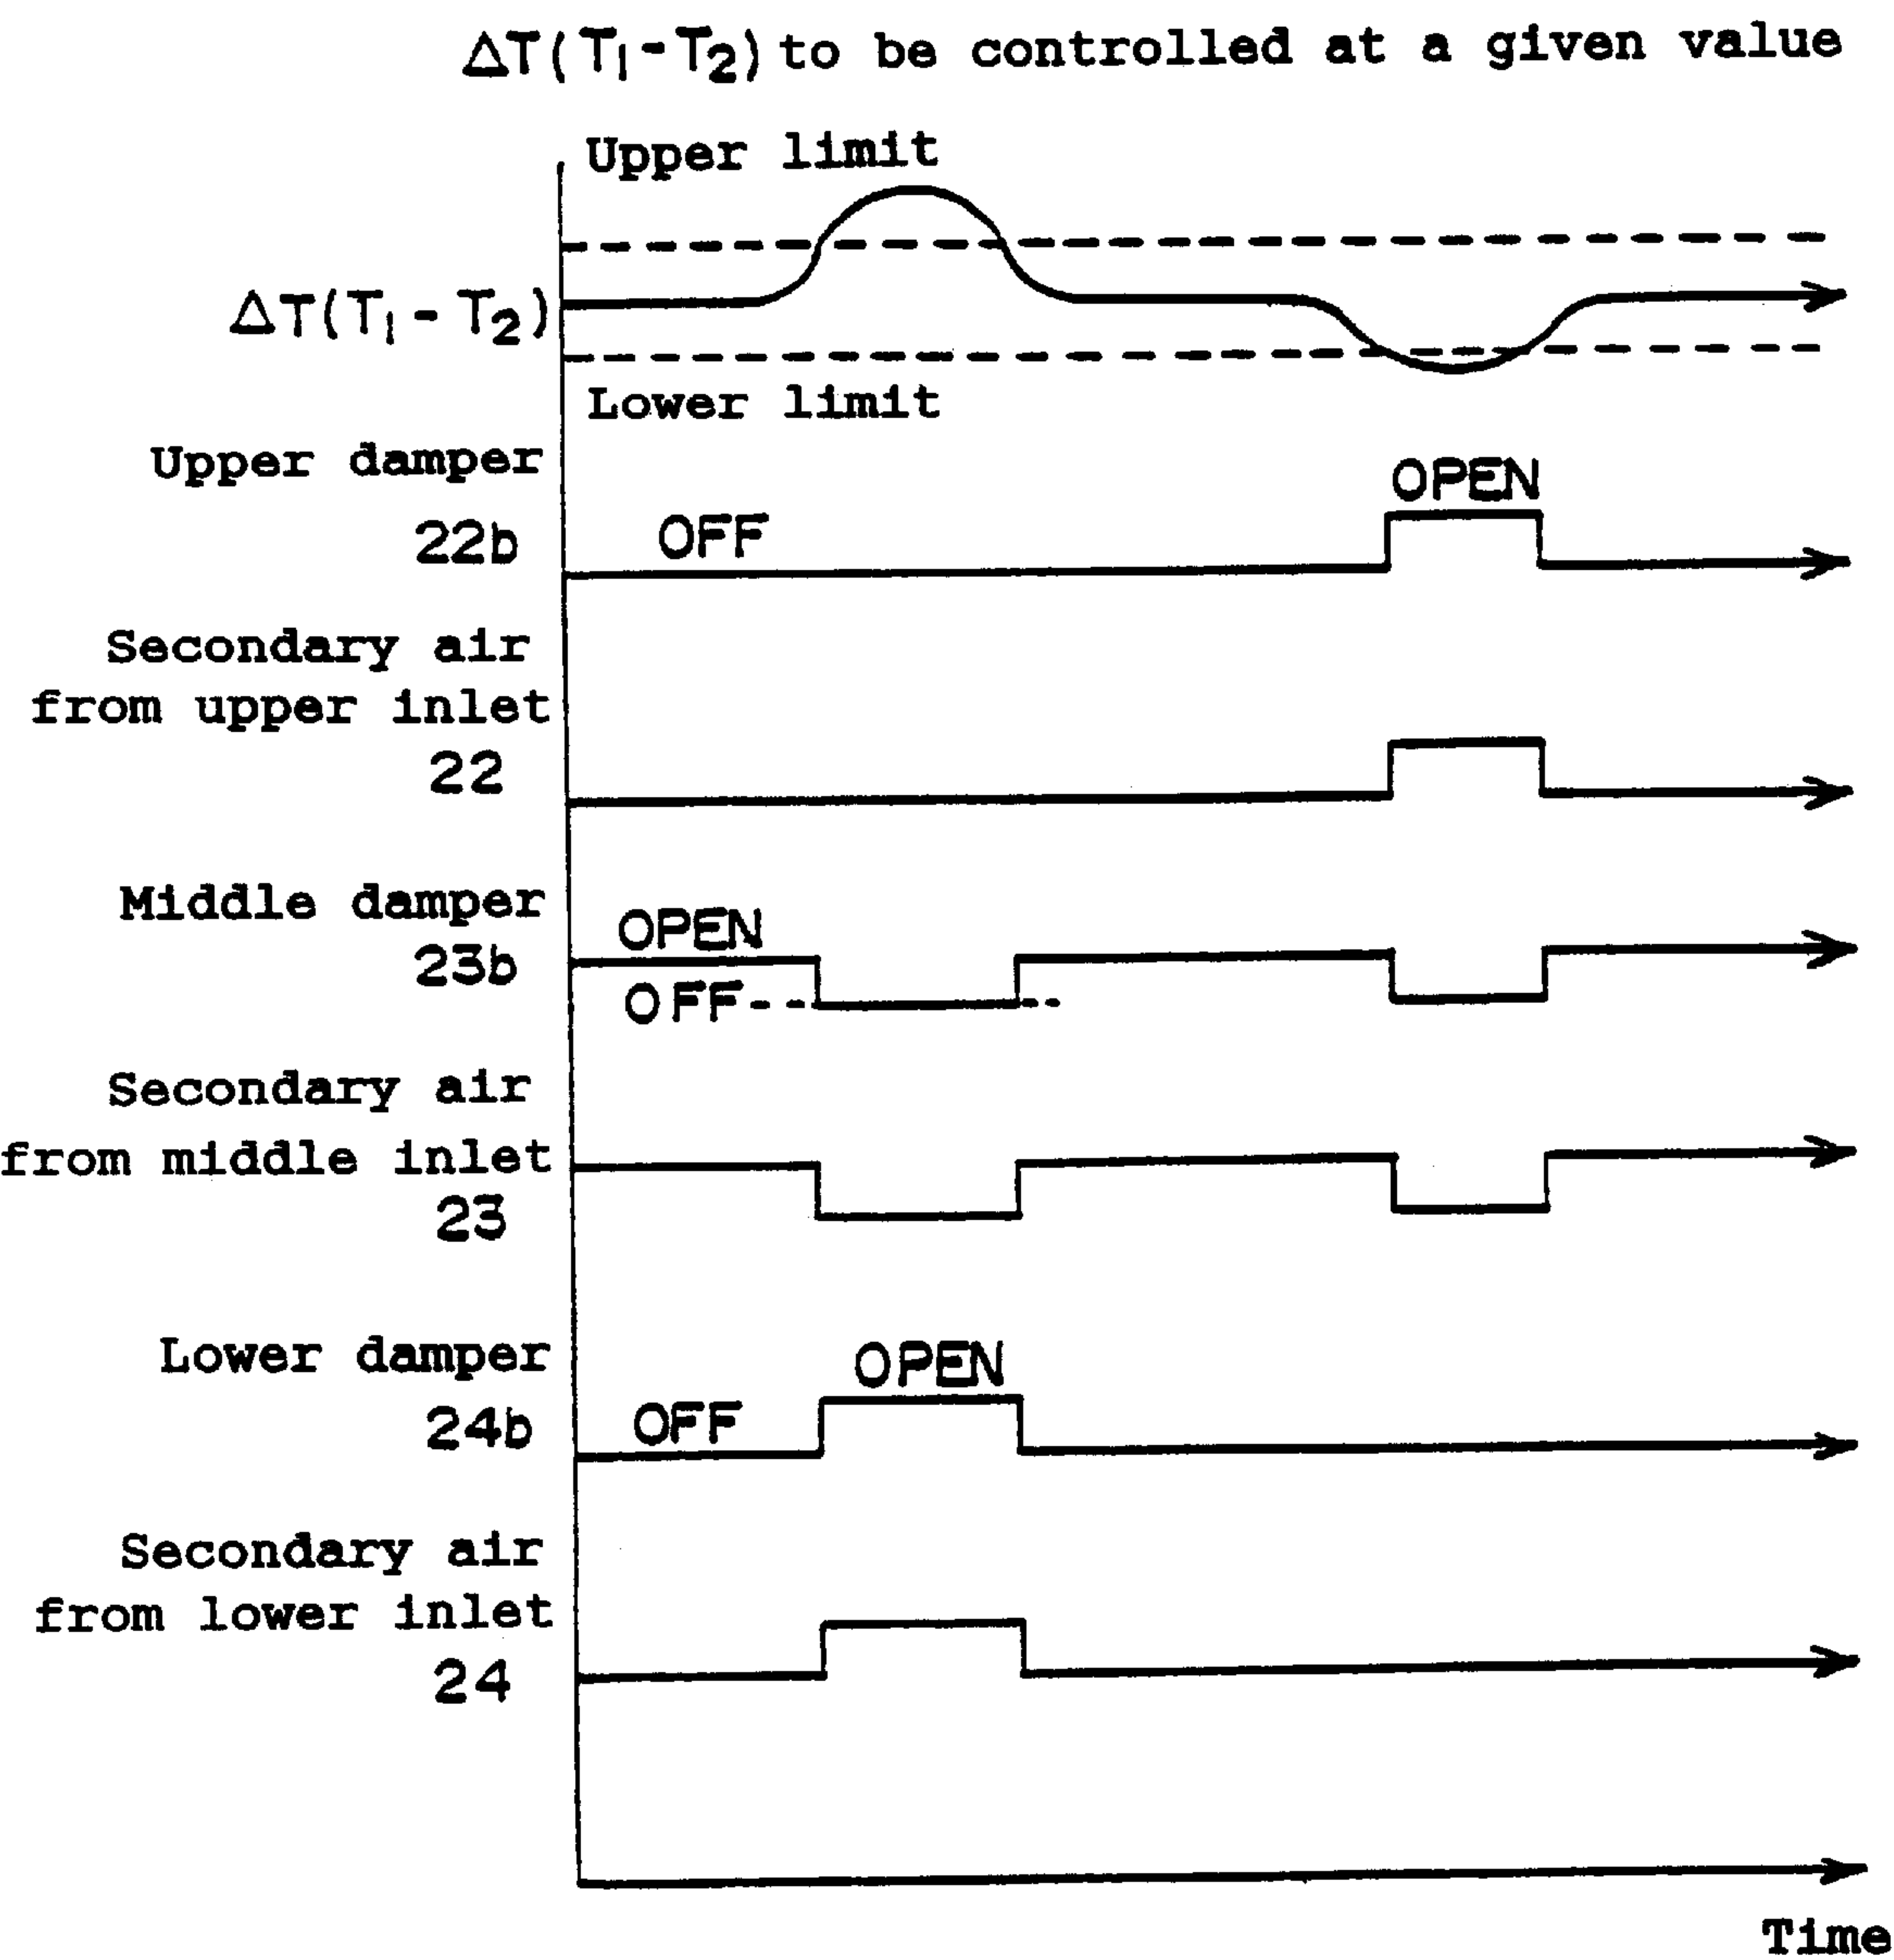 ΔT(T₁-T₂) to be controlled at a given value
Upper limit
ΔT(T₁-T₂)
Lower limit
Upper damper
22b
OFF
OPEN
Secondary air
from upper inlet
22
Middle damper
23b
OPEN
OFF
Secondary air
from middle inlet
23
Lower damper
24b
OFF
OPEN
Secondary air
from lower inlet
24
Time